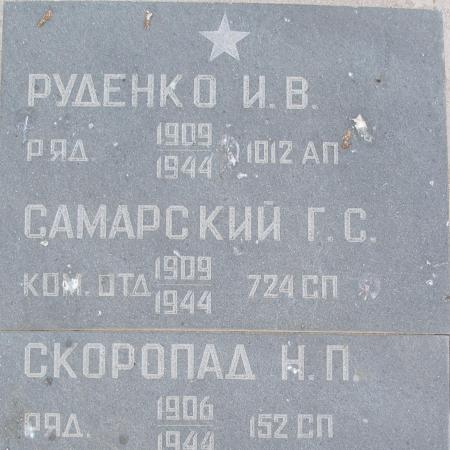 РУДЕНКО И. В.
РЯД. 1909 1944 1012 АП
САМАРСКИЙ Г. С.
КОМ. ОТД 1909 1944 724 СП
СКОРОПАД Н. П.
РЯД. 1906 1944 152 СП